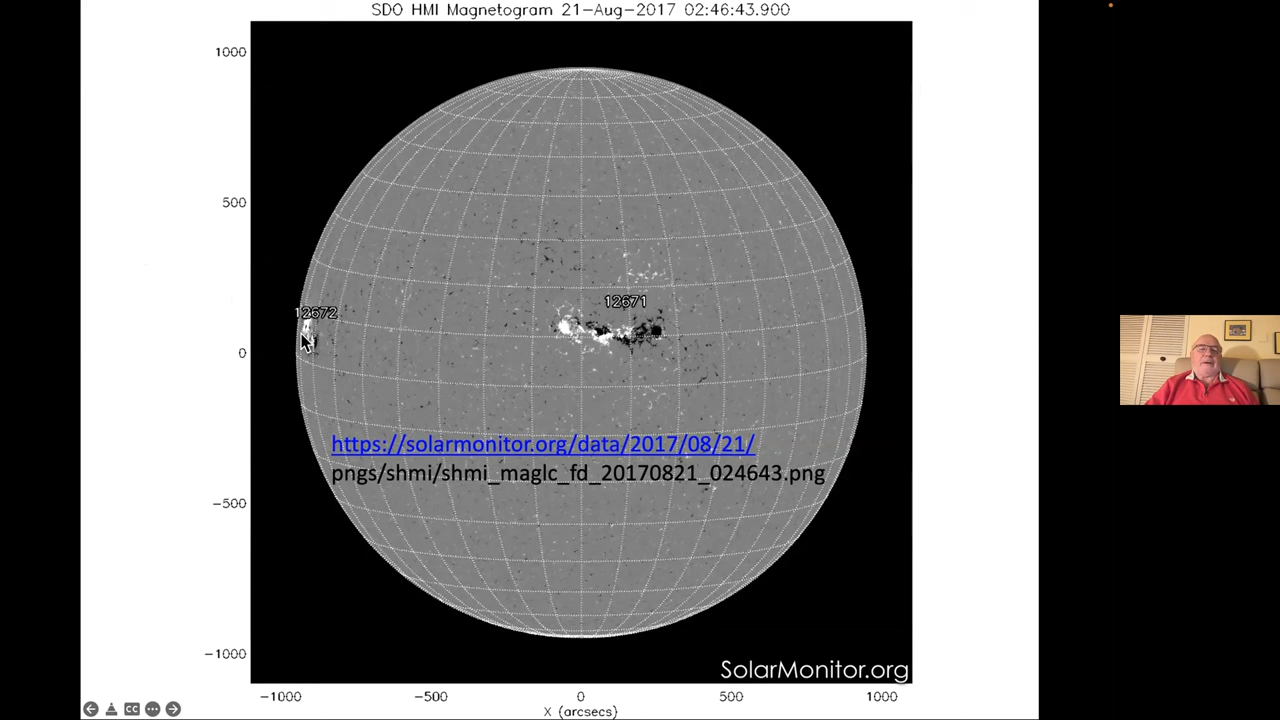 SDO HMI Magnetogram 21-Aug-2017 02:46:43.900
1000
500
12671
12672
0
https://solarmonitor.org/data/2017/08/21/
pngs/shmi/shmi_maglc_fd_20170821_024643.png
-500
-1000
SolarMonitor.org
-1000 -500 0 500 1000
X (arcsecs)
CC